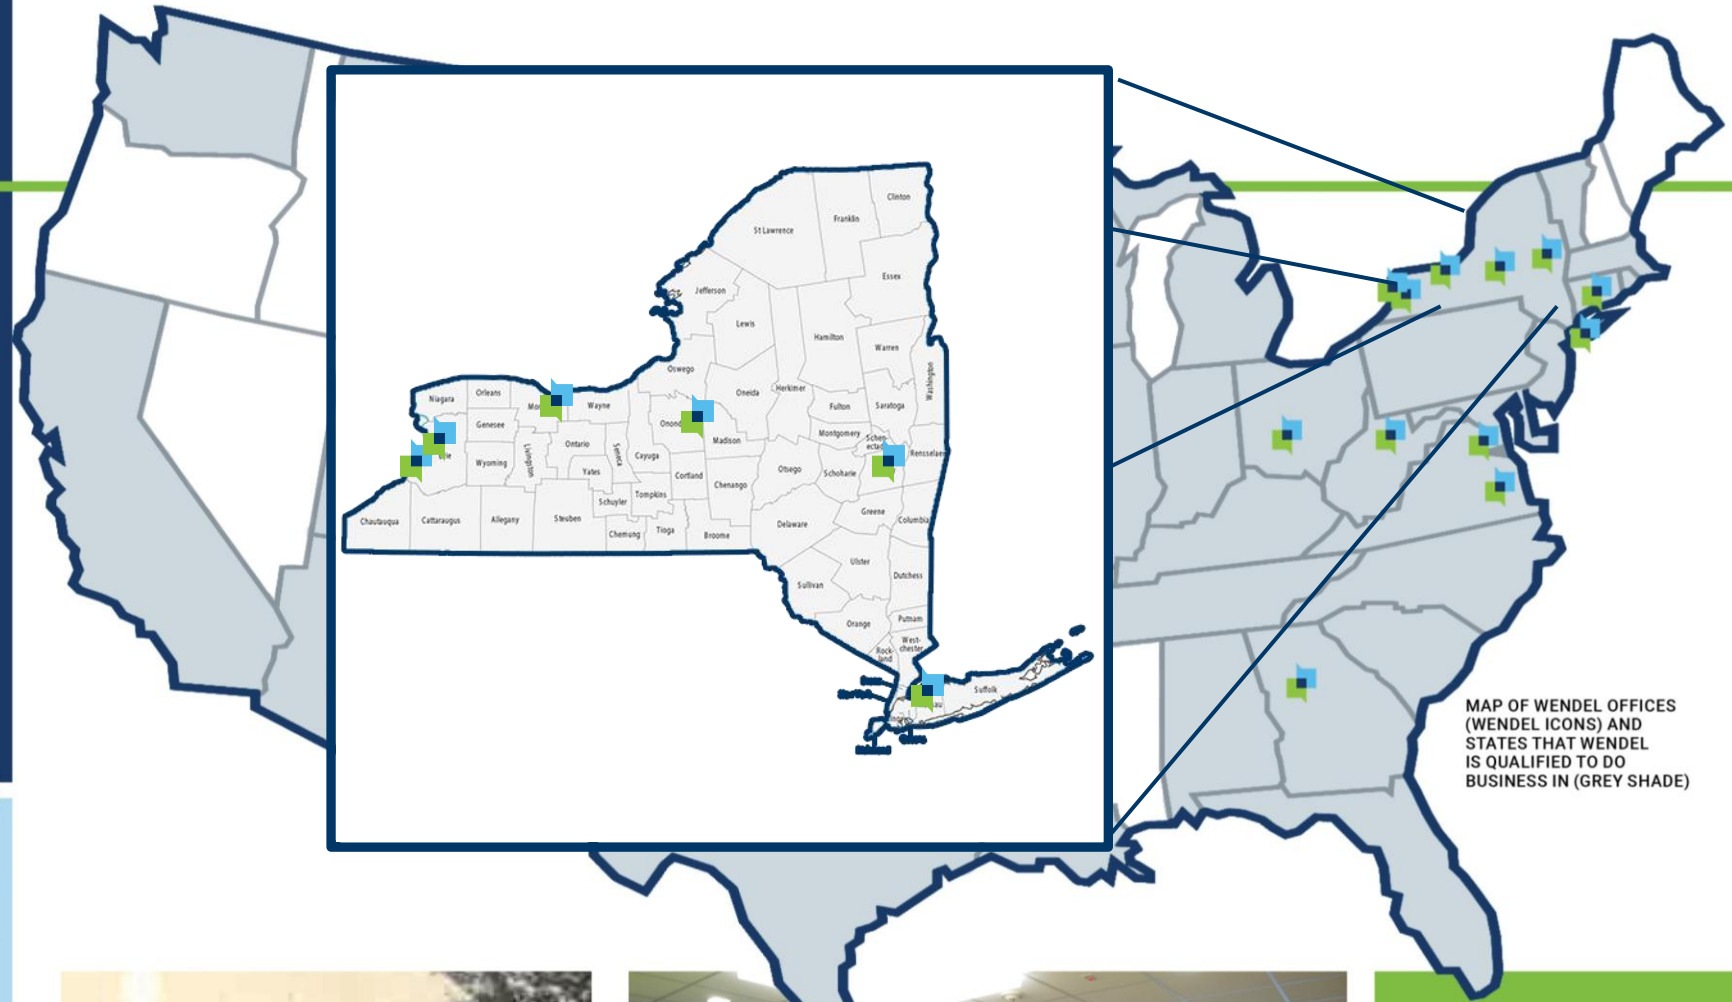 Clinton
Franklin
St Lawrence
Essex
Jefferson
Lewis
Hamilton
Warren
Washington
Oswego
Herkimer
Oneida
Niagara
Orleans
Wayne
Fulton
Saratoga
Genesee
Montgomery
Schen-
ectady
Madison
Ontario
Seneca
Cayuga
Rensselaer
Livingston
Wyoming
Yates
Otsego
Schoharie
Cortland
Chenango
Tompkins
Schuyler
Greene
Columbia
Chautauqua
Cattaraugus
Allegany
Steuben
Delaware
Chemung
Tioga
Broome
Ulster
Dutchess
Sullivan
Putnam
Orange
West-
chester
Rock-
land
Suffolk
MAP OF WENDEL OFFICES
(WENDEL ICONS) AND
STATES THAT WENDEL
IS QUALIFIED TO DO
BUSINESS IN (GREY SHADE)